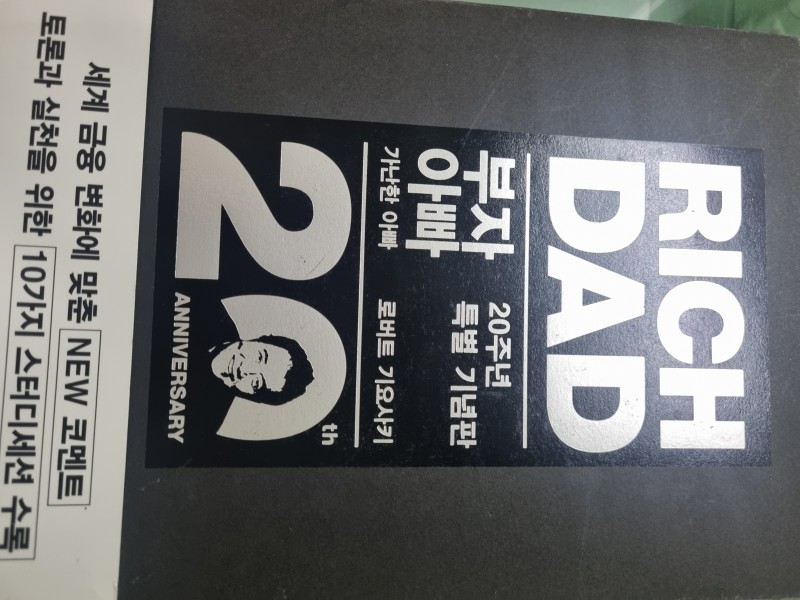 RICH
DAD
부자
아빠
가난한 아빠
20주년
특별 기념판
로버트 기요사키
20th
ANNIVERSARY
세계 금융 변화에 맞춘 NEW 코멘트
토론과 실천을 위한 10가지 스터디세션 수록